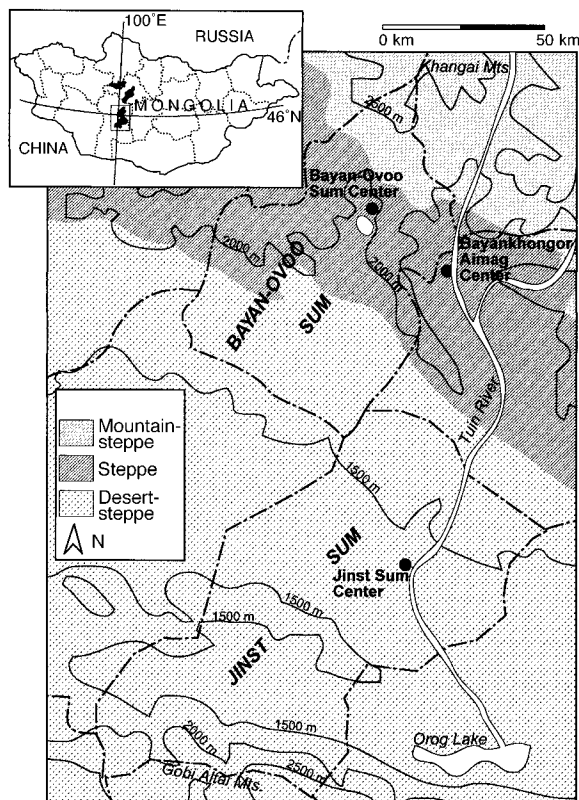 100°E
RUSSIA
MONGOLIA
46°N
CHINA
0 km 50 km
Khangai Mts
2500 m
Bayan-Ovoo
Sum Center
Bayankhongor
Aimag
Center
2000 m
2000 m
BAYAN-OVOO
SUM
Tuin River
Mountain-
steppe
Steppe
Desert-
steppe
N
1500 m
SUM
Jinst Sum
Center
1500 m
1500 m
JINST
1500 m
2000 m
Orog Lake
Gobi Altai Mts.
2500 m